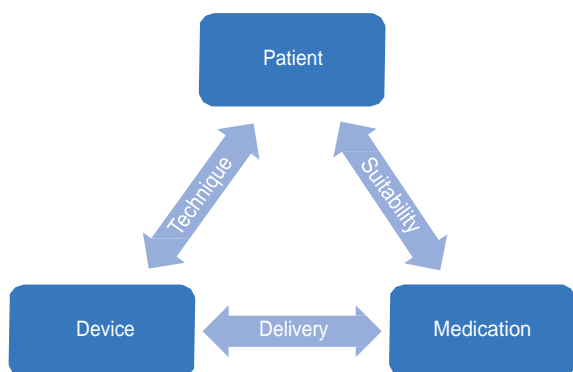 Patient
Technique
Suitability
Device
Delivery
Medication